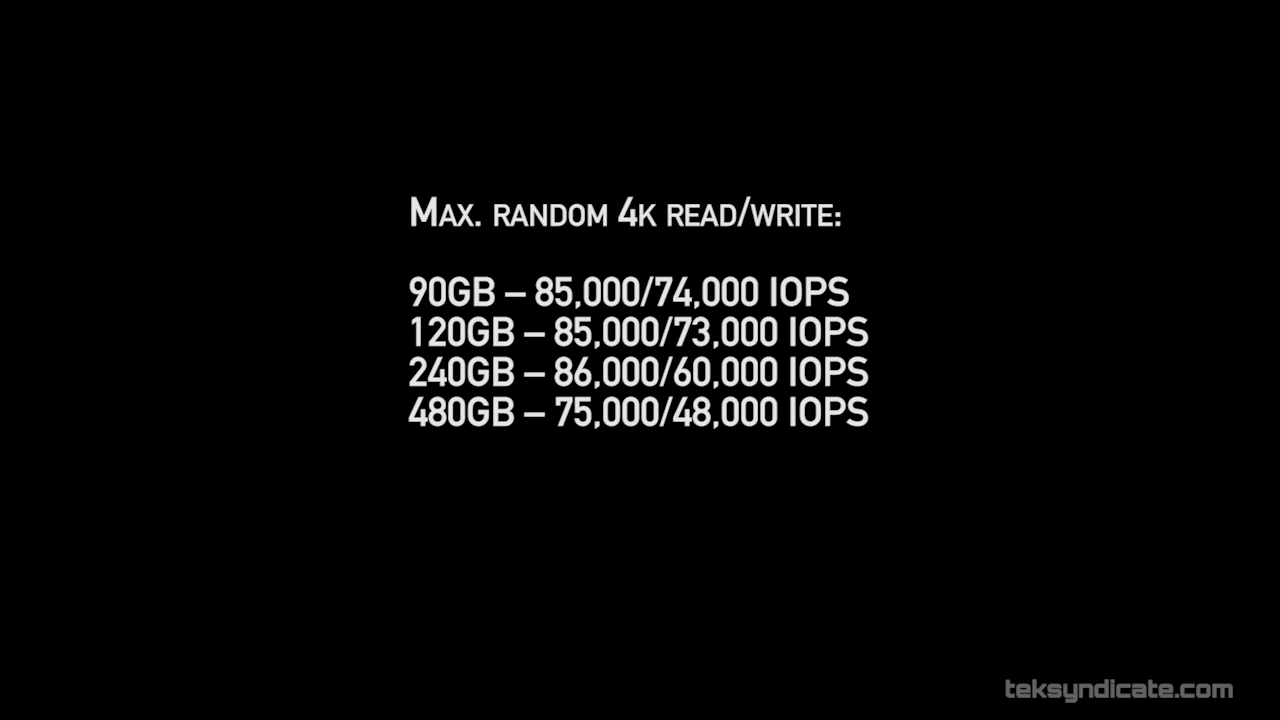 Max. random 4k read/write:
90GB – 85,000/74,000 IOPS
120GB – 85,000/73,000 IOPS
240GB – 86,000/60,000 IOPS
480GB – 75,000/48,000 IOPS
teksyndicate.com